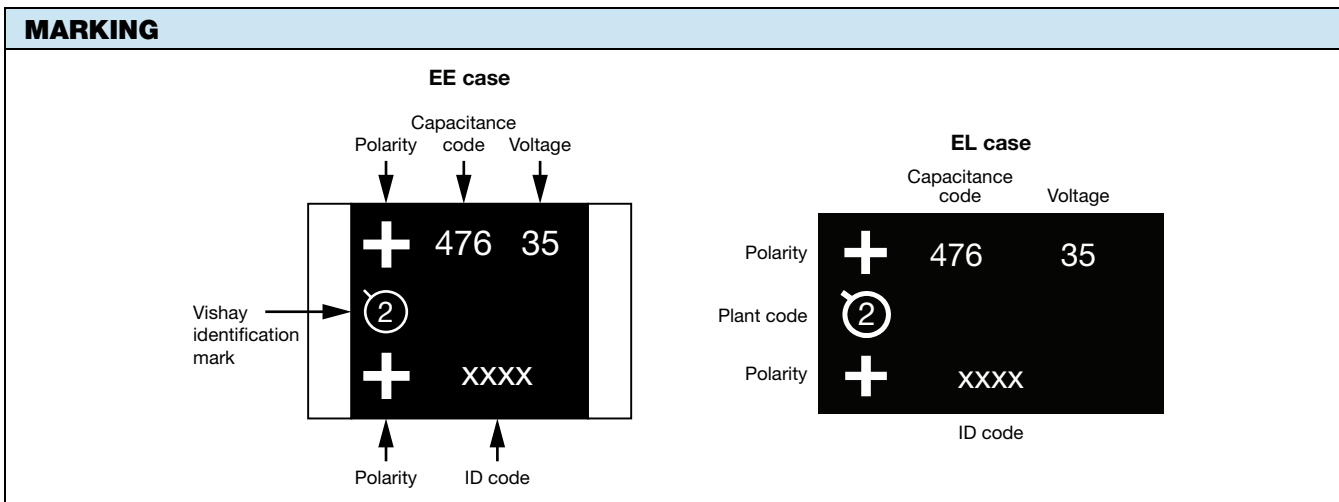 MARKING
EE case
Capacitance
Polarity code Voltage
476 35
2
Vishay
identification
mark
xxxx
Polarity ID code
EL case
Capacitance
code Voltage
Polarity 476 35
Plant code 2
Polarity xxxx
ID code